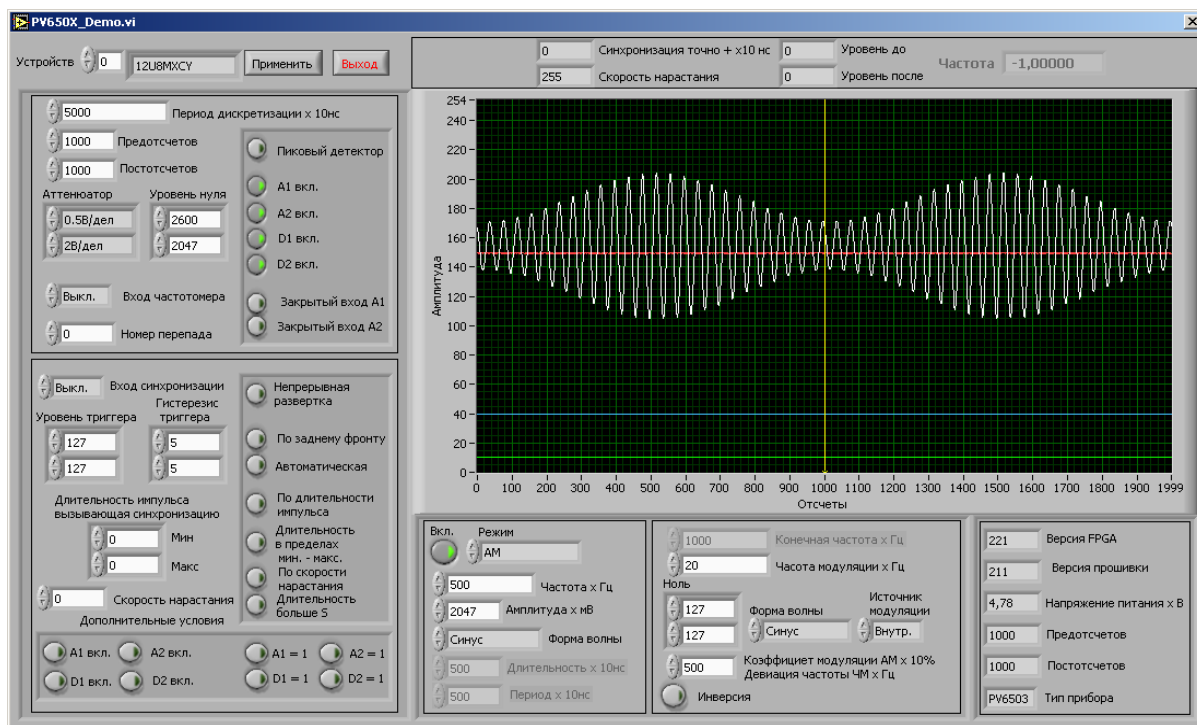 PV650X_Demo.vi
Устройств 0 12U8MXCY Применить Выход
0 Синхронизация точно + x10 нс 0 Уровень до
255 Скорость нарастания 0 Уровень после
Частота -1,00000
5000 Период дискретизации x 10нс
1000 Предотсчетов
1000 Постотсчетов
Аттенюатор Уровень нуля
0.5В/дел 2600
2В/дел 2047
Выкл. Вход частотомера
0 Номер перепада
Пиковый детектор
A1 вкл.
A2 вкл.
D1 вкл.
D2 вкл.
Закрытый вход A1
Закрытый вход A2
Выкл. Вход синхронизации
Уровень триггера
Гистерезис
триггера
127 5
127 5
Длительность импульса
вызывающая синхронизацию
0 Мин
0 Макс
0 Скорость нарастания
Дополнительные условия
Непрерывная
развертка
По заднему фронту
Автоматическая
По длительности
импульса
Длительность
в пределах
мин. - макс.
По скорости
нарастания
Длительность
больше S
A1 вкл. A2 вкл. A1 = 1 A2 = 1
D1 вкл. D2 вкл. D1 = 1 D2 = 1
254
240
220
200
180
160
140
120
100
80
60
40
20
0
Амплитуда
0 100 200 300 400 500 600 700 800 900 1000 1100 1200 1300 1400 1500 1600 1700 1800 1900 1999
Отсчеты
Вкл. Режим
AM
500 Частота x Гц
2047 Амплитуда x мВ
Синус Форма волны
500 Длительность x 10нс
500 Период x 10нс
1000 Конечная частота x Гц
20 Часота модуляции x Гц
Ноль
127 Форма волны
Источник
модуляции
127 Синус Внутр.
500 Коэффициет модуляции АМ x 10%
Девиация частоты ЧМ x Гц
Инверсия
221 Версия FPGA
211 Версия прошивки
4,78 Напряжение питания x В
1000 Предотсчетов
1000 Постотсчетов
PV6503 Тип прибора